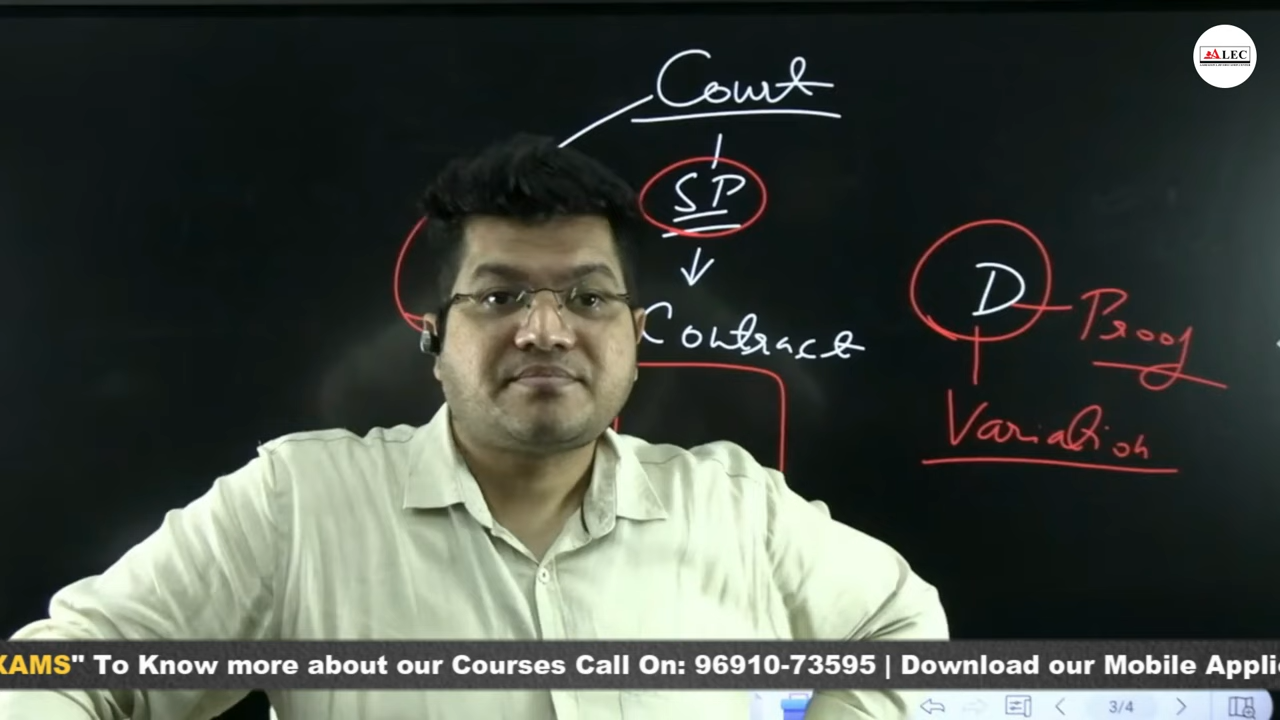 ALEC
Court
SP
Contract
D
Proof
Variation
XAMS" To Know more about our Courses Call On: 96910-73595 | Download our Mobile Applic
3/4